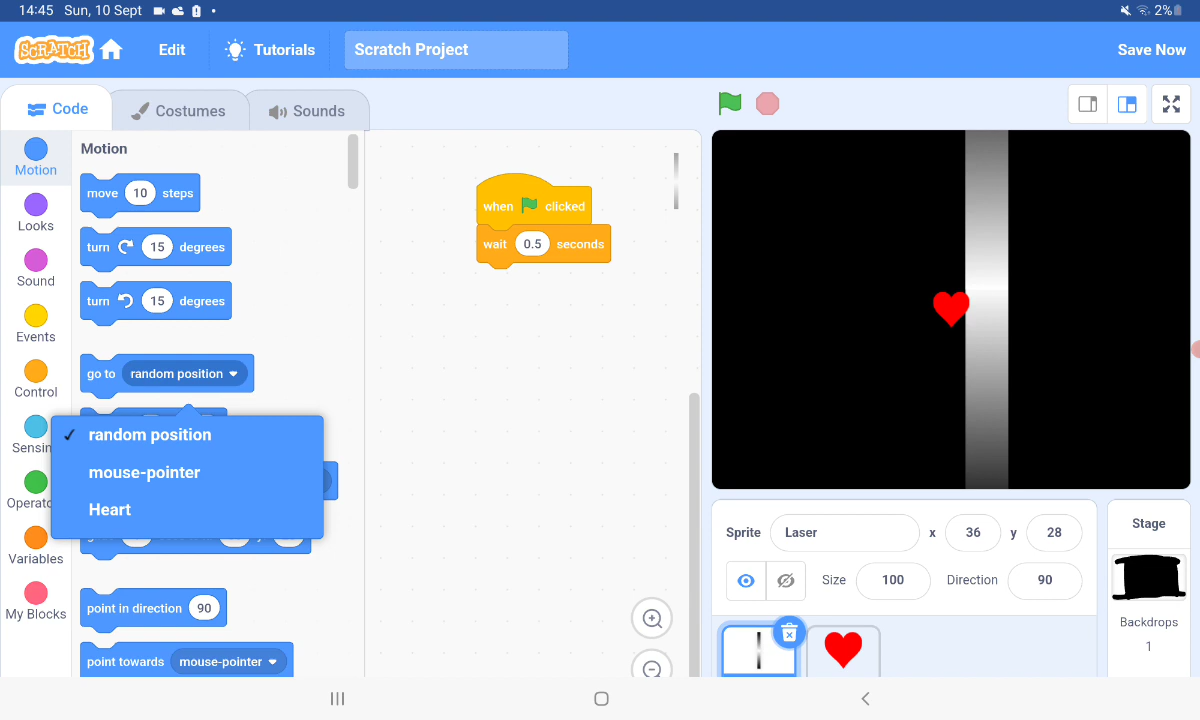 14:45 Sun, 10 Sept 2%
SCRATCH Edit Tutorials Scratch Project Save Now
Code Costumes Sounds
Motion
Looks
Sound
Events
Control
Variables
My Blocks
Motion
move 10 steps
turn 15 degrees
turn 15 degrees
go to random position
random position
mouse-pointer
Heart
point in direction 90
point towards mouse-pointer
when clicked
wait 0.5 seconds
Sprite Laser x 36 y 28
Size 100 Direction 90
Stage
Backdrops
1